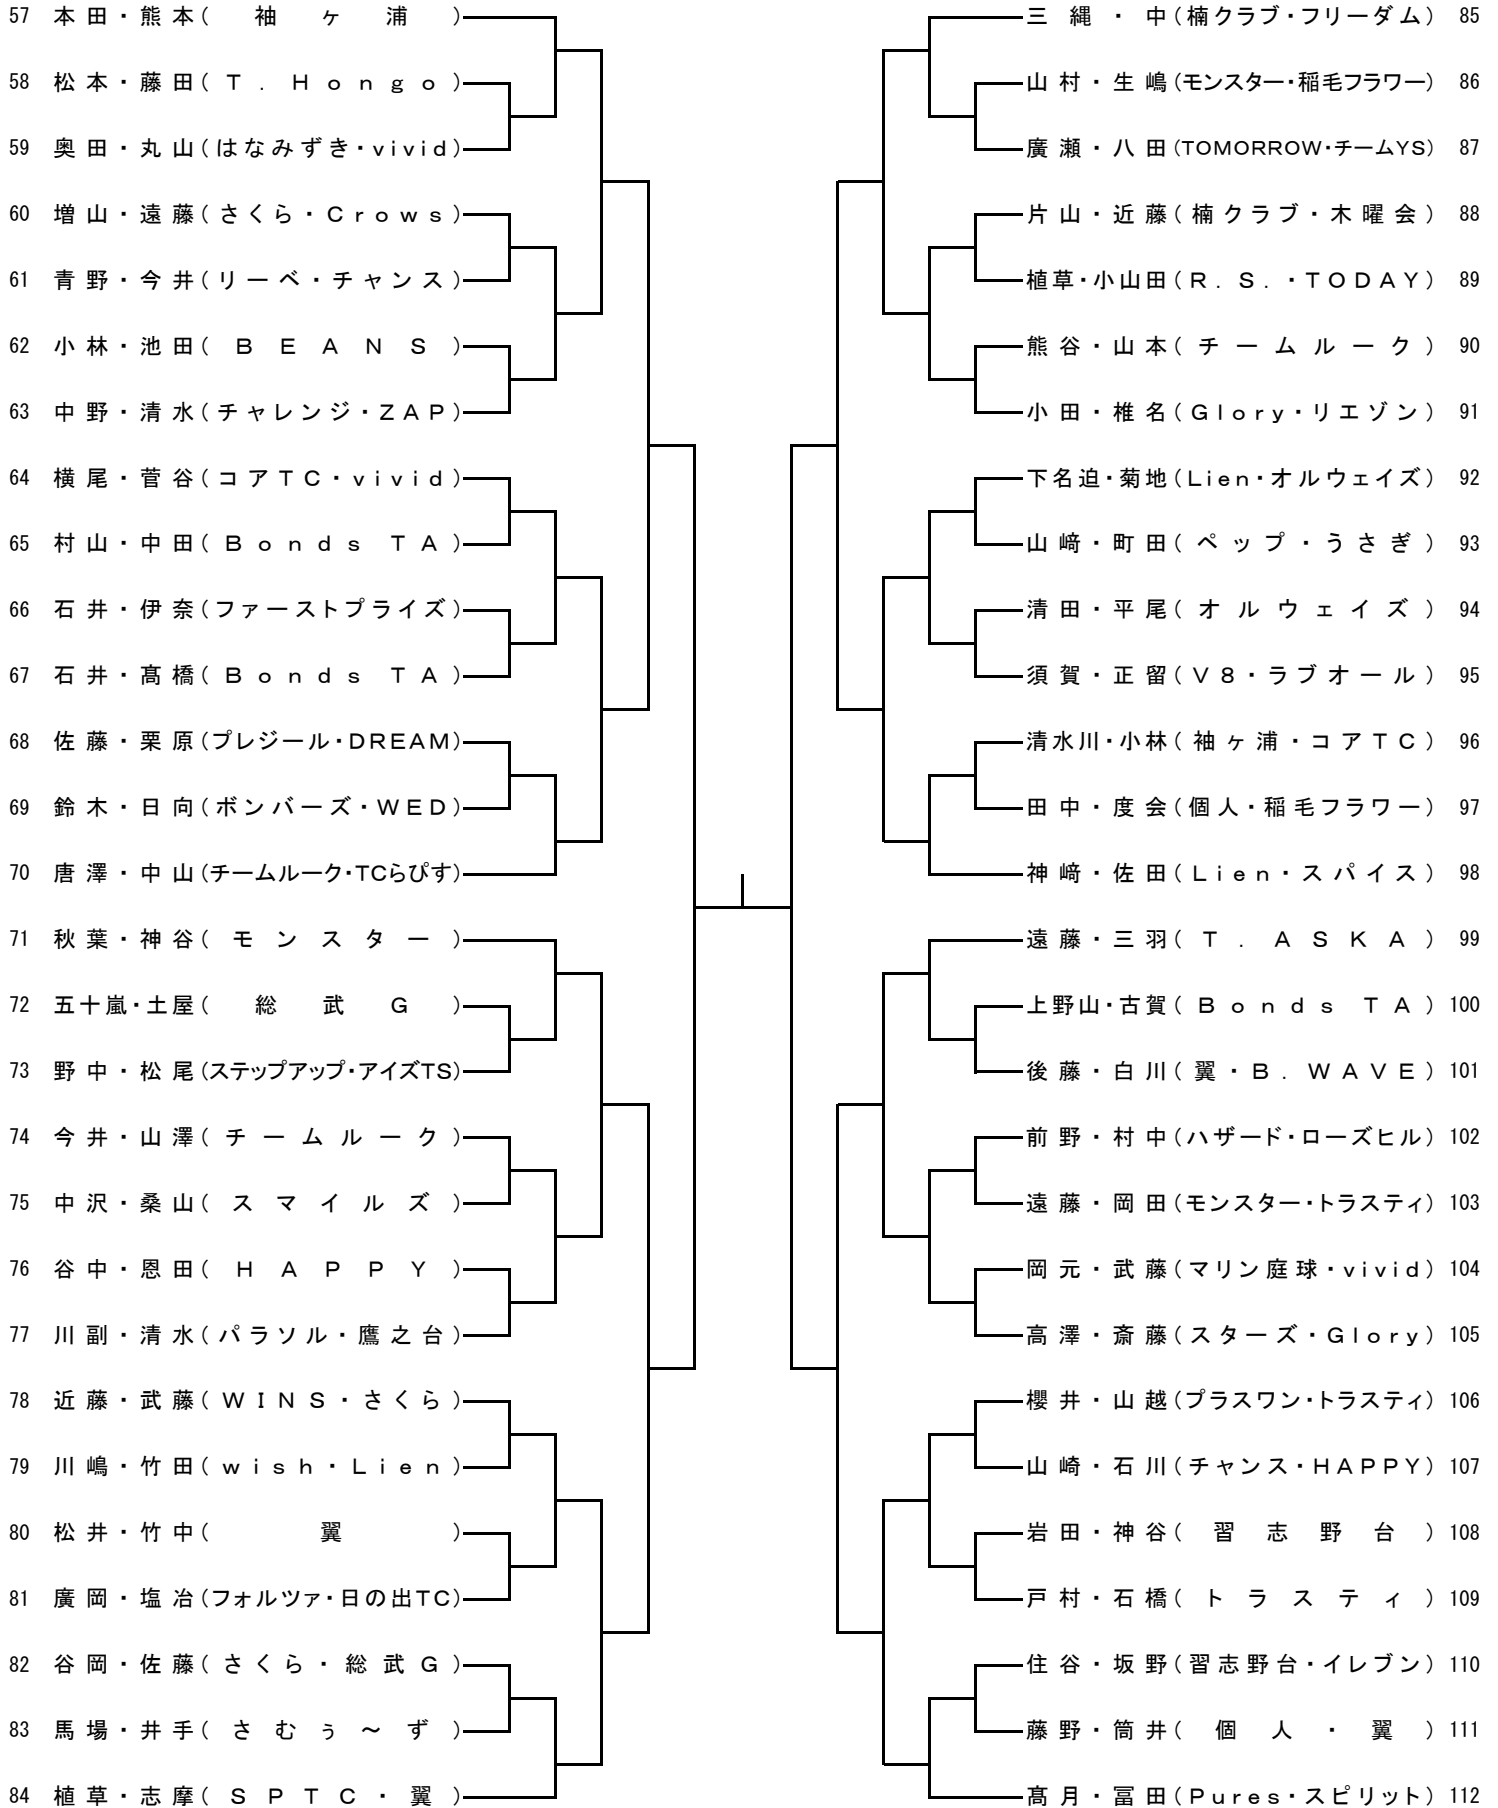 57 本田・熊本(袖ヶ浦)
58 松本・藤田(T.Hongo)
59 奥田・丸山(はなみずき・vivid)
60 増山・遠藤(さくら・Crows)
61 青野・今井(リーベ・チャンス)
62 小林・池田(BEANS)
63 中野・清水(チャレンジ・ZAP)
64 横尾・菅谷(コアTC・vivid)
65 村山・中田(Bonds TA)
66 石井・伊奈(ファーストプライズ)
67 石井・髙橋(Bonds TA)
68 佐藤・栗原(プレジール・DREAM)
69 鈴木・日向(ボンバーズ・WED)
70 唐澤・中山(チームルーク・TCらぴす)
71 秋葉・神谷(モンスター)
72 五十嵐・土屋(総武G)
73 野中・松尾(ステップアップ・アイズTS)
74 今井・山澤(チームルーク)
75 中沢・桑山(スマイルズ)
76 谷中・恩田(HAPPY)
77 川副・清水(パラソル・鷹之台)
78 近藤・武藤(WINS・さくら)
79 川嶋・竹田(wish・Lien)
80 松井・竹中(翼)
81 廣岡・塩冶(フォルツァ・日の出TC)
82 谷岡・佐藤(さくら・総武G)
83 馬場・井手(さむぅ～ず)
84 植草・志摩(SPTC・翼)
三縄・中(楠クラブ・フリーダム) 85
山村・生嶋(モンスター・稲毛フラワー) 86
廣瀬・八田(TOMORROW・チームYS) 87
片山・近藤(楠クラブ・木曜会) 88
植草・小山田(R.S.・TODAY) 89
熊谷・山本(チームルーク) 90
小田・椎名(Glory・リエゾン) 91
下名迫・菊地(Lien・オルウェイズ) 92
山﨑・町田(ペップ・うさぎ) 93
清田・平尾(オルウェイズ) 94
須賀・正留(V8・ラブオール) 95
清水川・小林(袖ヶ浦・コアTC) 96
田中・度会(個人・稲毛フラワー) 97
神﨑・佐田(Lien・スパイス) 98
遠藤・三羽(T.ASKA) 99
上野山・古賀(Bonds TA) 100
後藤・白川(翼・B.WAVE) 101
前野・村中(ハザード・ローズヒル) 102
遠藤・岡田(モンスター・トラスティ) 103
岡元・武藤(マリン庭球・vivid) 104
高澤・斎藤(スターズ・Glory) 105
櫻井・山越(プラスワン・トラスティ) 106
山崎・石川(チャンス・HAPPY) 107
岩田・神谷(習志野台) 108
戸村・石橋(トラスティ) 109
住谷・坂野(習志野台・イレブン) 110
藤野・筒井(個人・翼) 111
髙月・冨田(Pures・スピリット) 112